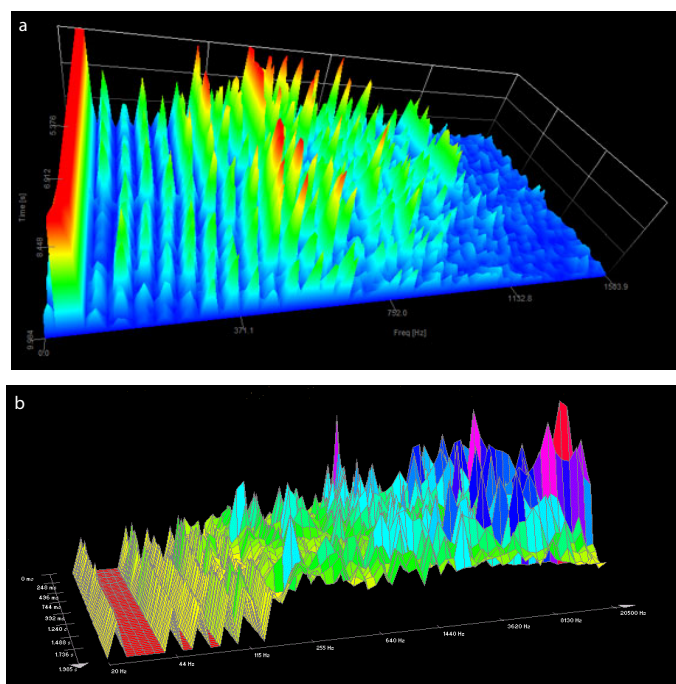 a
5.376
6.912
Time [s]
8.448
9.984
0.0
371.1
752.0
Freq [Hz]
1132.8
1503.9
b
0 ms
248 ms
496 ms
744 ms
992 ms
1.240 s
1.488 s
1.736 s
1.985 s
20 Hz
44 Hz
115 Hz
255 Hz
640 Hz
1440 Hz
3620 Hz
8130 Hz
20500 Hz